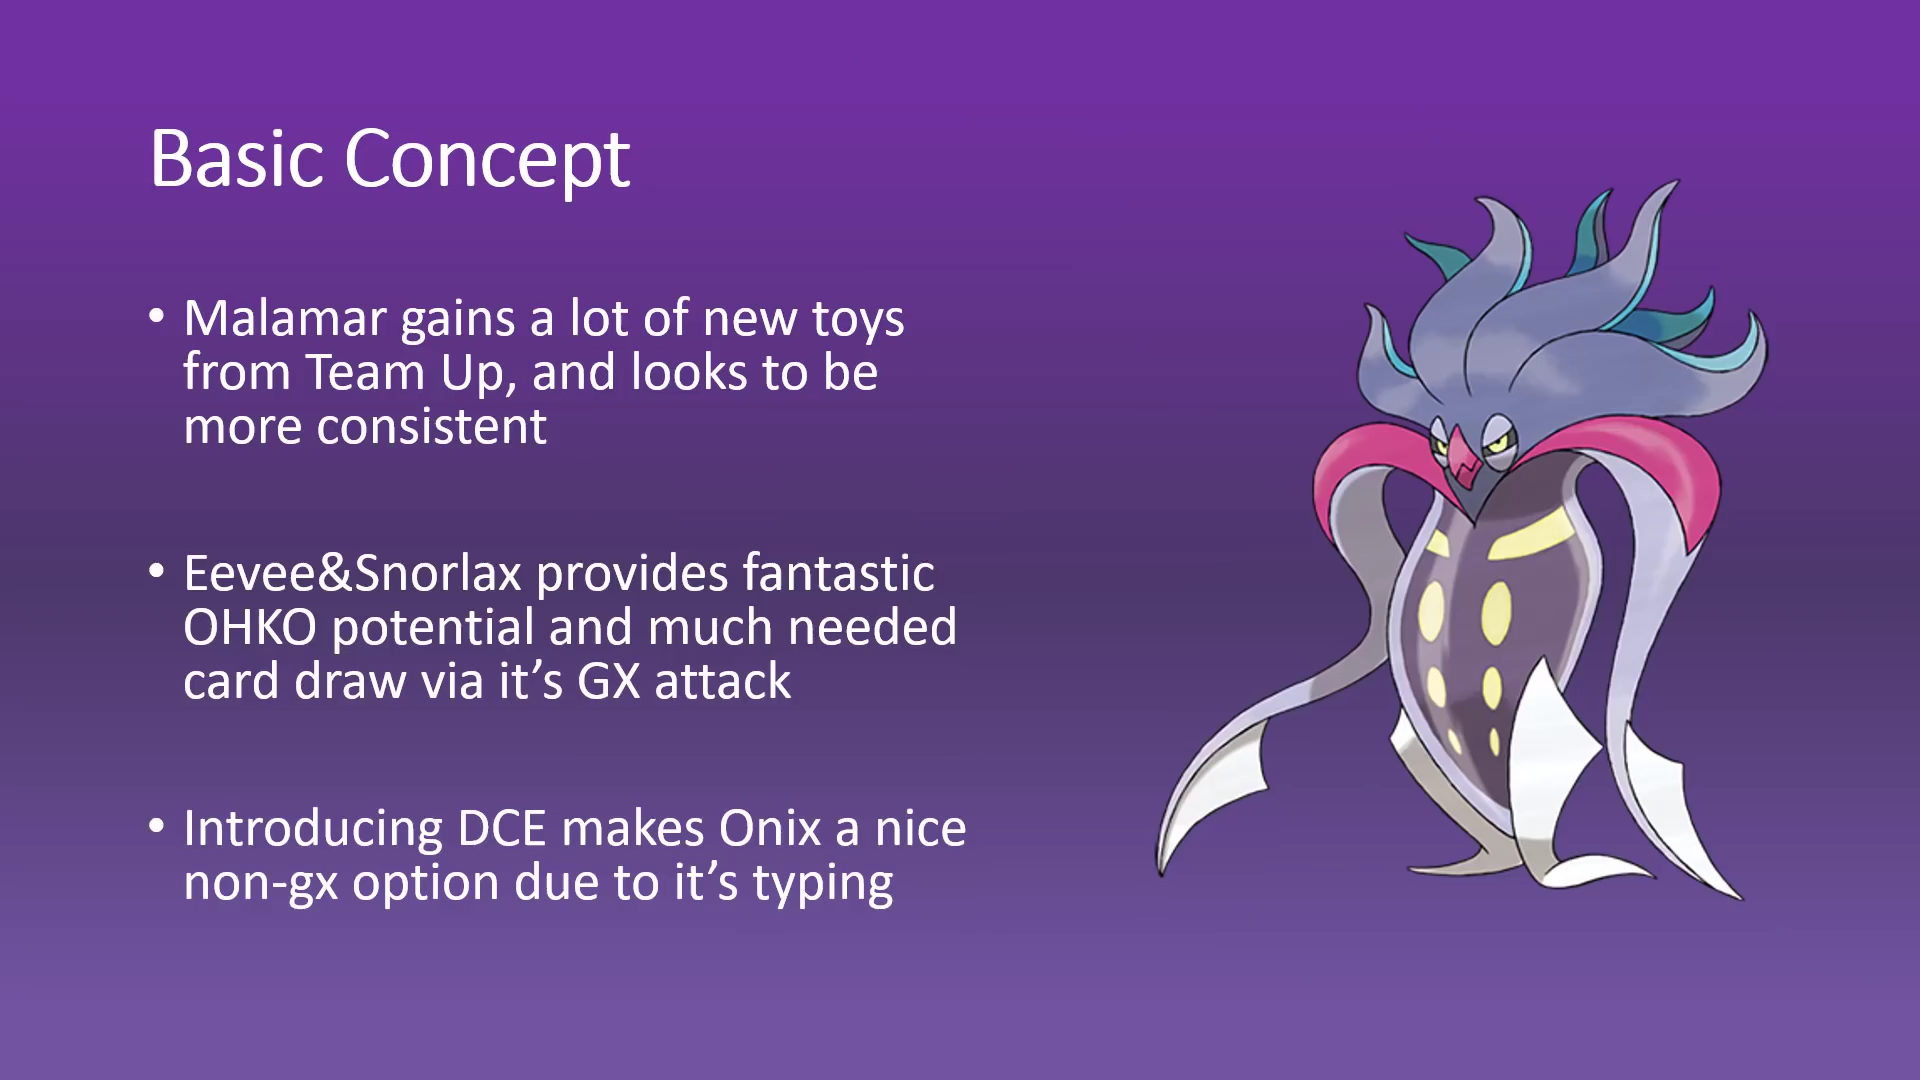 Basic Concept
• Malamar gains a lot of new toys
from Team Up, and looks to be
more consistent
• Eevee&Snorlax provides fantastic
OHKO potential and much needed
card draw via it’s GX attack
• Introducing DCE makes Onix a nice
non-gx option due to it’s typing